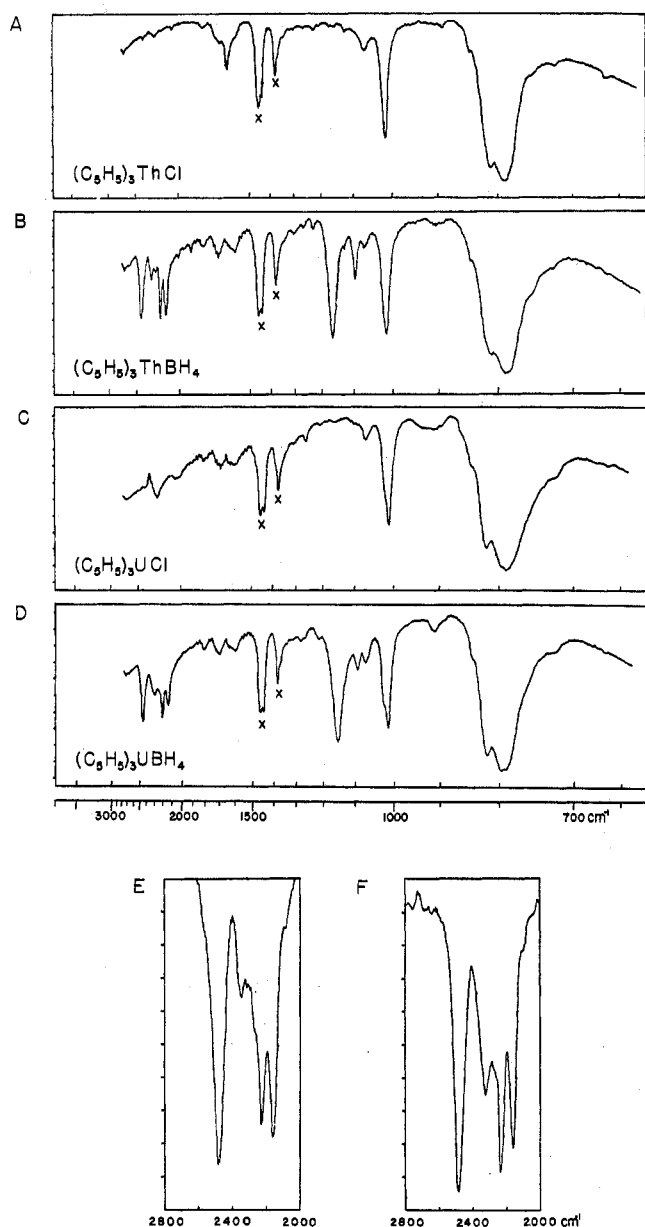 A
x
x
(C₅H₅)₃ThCl
B
x
x
(C₅H₅)₃ThBH₄
C
x
x
(C₅H₅)₃UCl
D
x
x
(C₅H₅)₃UBH₄
3000 2000 1500 1000 700 cm⁻¹
E F
2800 2400 2000 2800 2400 2000 cm⁻¹